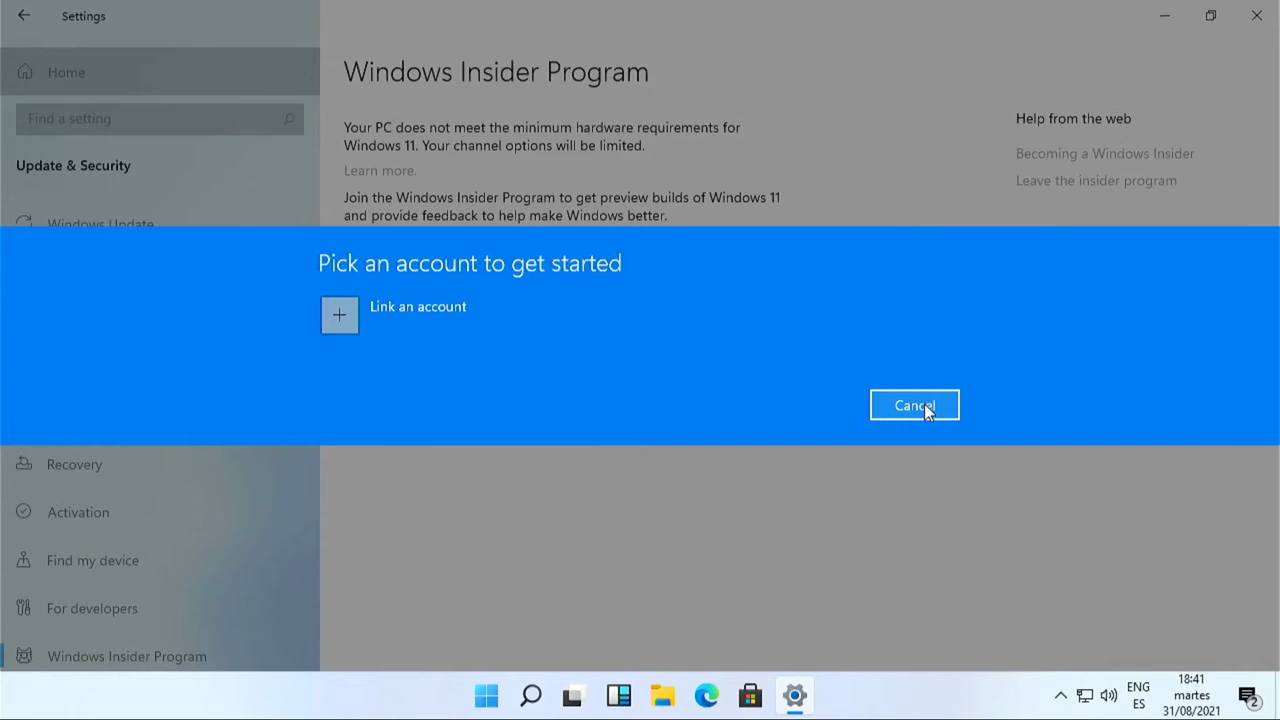 Settings
Home
Find a setting
Update & Security
Windows Update
Recovery
Activation
Find my device
For developers
Windows Insider Program
Windows Insider Program
Your PC does not meet the minimum hardware requirements for
Windows 11. Your channel options will be limited.
Learn more.
Join the Windows Insider Program to get preview builds of Windows 11
and provide feedback to help make Windows better.
Help from the web
Becoming a Windows Insider
Leave the insider program
Pick an account to get started
Link an account
Cancel
ENG
ES
18:41
martes
31/08/2021
2